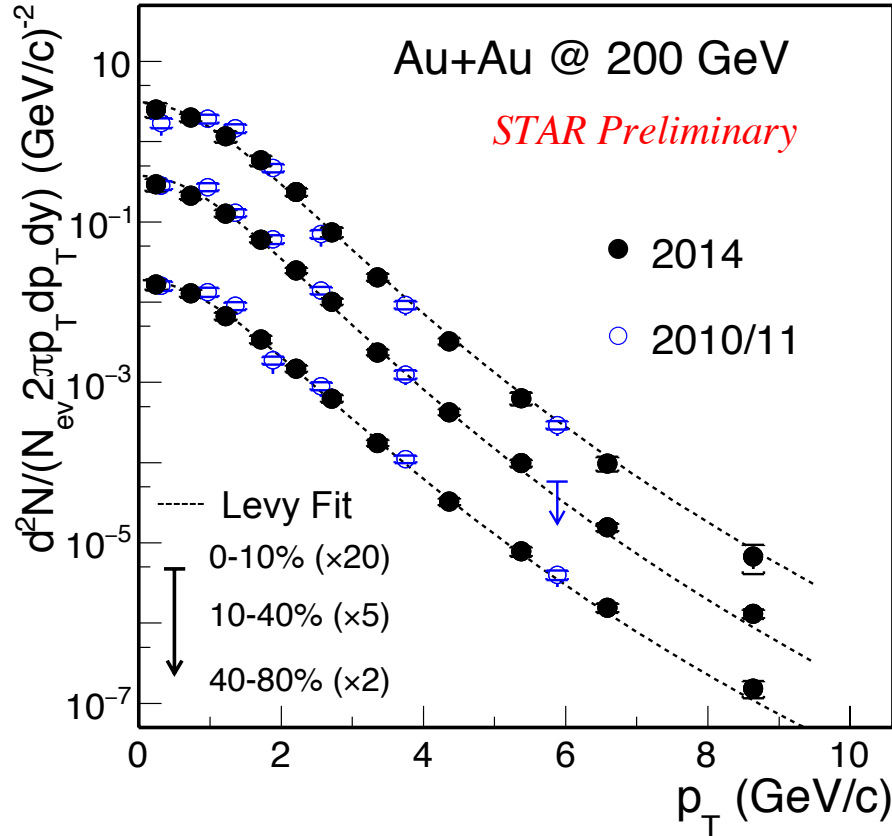 d²N/(N_ev 2πp_T dp_T dy) (GeV/c)⁻²
10
10⁻¹
10⁻³
10⁻⁵
10⁻⁷
Au+Au @ 200 GeV
STAR Preliminary
2014
2010/11
Levy Fit
0-10% (×20)
10-40% (×5)
40-80% (×2)
0 2 4 6 8 10
p_T (GeV/c)